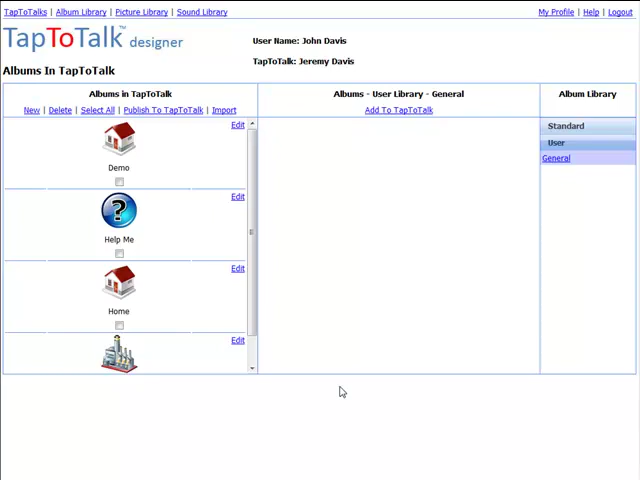 TapToTalks | Album Library | Picture Library | Sound Library
My Profile | Help | Logout
TapToTalk™ designer
User Name: John Davis
TapToTalk: Jeremy Davis
Albums In TapToTalk
Albums in TapToTalk
New | Delete | Select All | Publish To TapToTalk | Import
Edit
Demo
Edit
?
Help Me
Edit
Home
Edit
Albums - User Library - General
Add To TapToTalk
Album Library
Standard
User
General